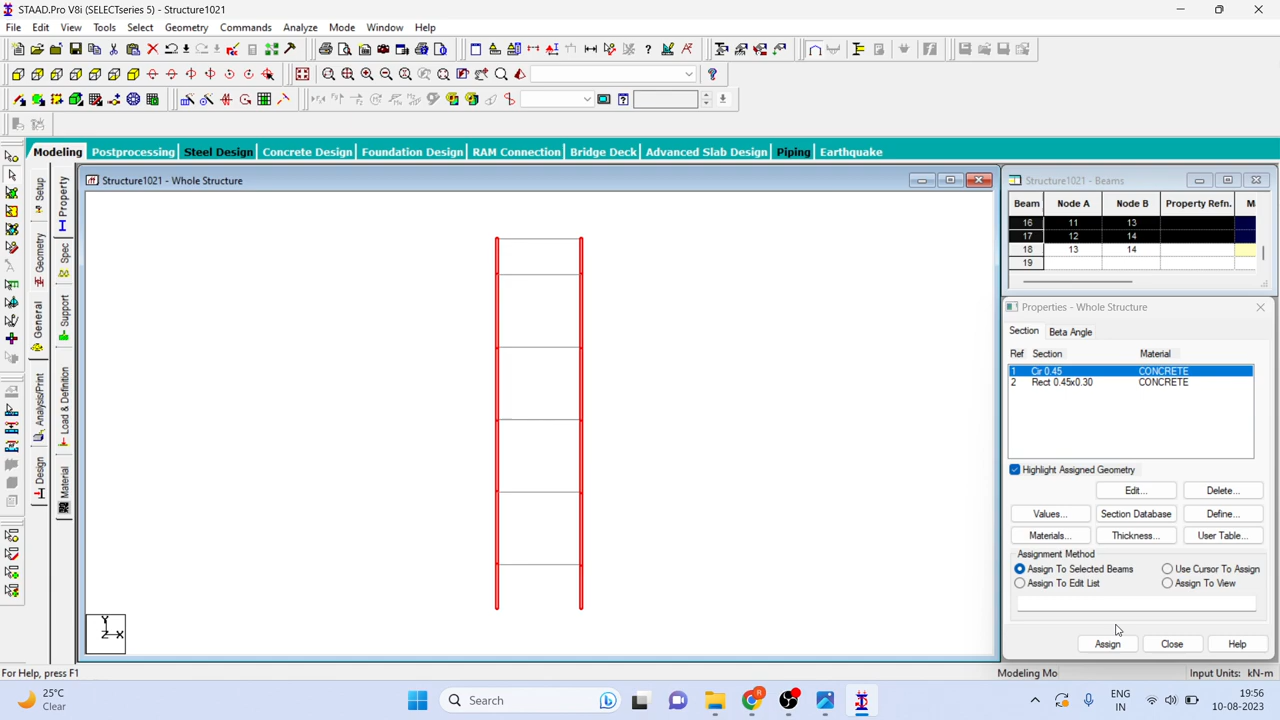 STAAD.Pro V8i (SELECTseries 5) - Structure1021
File Edit View Tools Select Geometry Commands Analyze Mode Window Help
Modeling Postprocessing Steel Design Concrete Design Foundation Design RAM Connection Bridge Deck Advanced Slab Design Piping Earthquake
Setup
Geometry
General
Analysis/Print
Design
Property
Spec
Support
Load & Definition
Material
Structure1021 - Whole Structure
Y
Z X
Structure1021 - Beams
Beam Node A Node B Property Refn.
16 11 13
17 12 14
18 13 14
19
Properties - Whole Structure
Section Beta Angle
Ref Section Material
1 Cir 0.45 CONCRETE
2 Rect 0.45x0.30 CONCRETE
Highlight Assigned Geometry
Edit... Delete...
Values... Section Database Define...
Materials... Thickness... User Table...
Assignment Method
Assign To Selected Beams Use Cursor To Assign
Assign To Edit List Assign To View
Assign Close Help
For Help, press F1
Modeling Mo Input Units: kN-m
25°C
Clear
Search
ENG
IN
19:56
10-08-2023